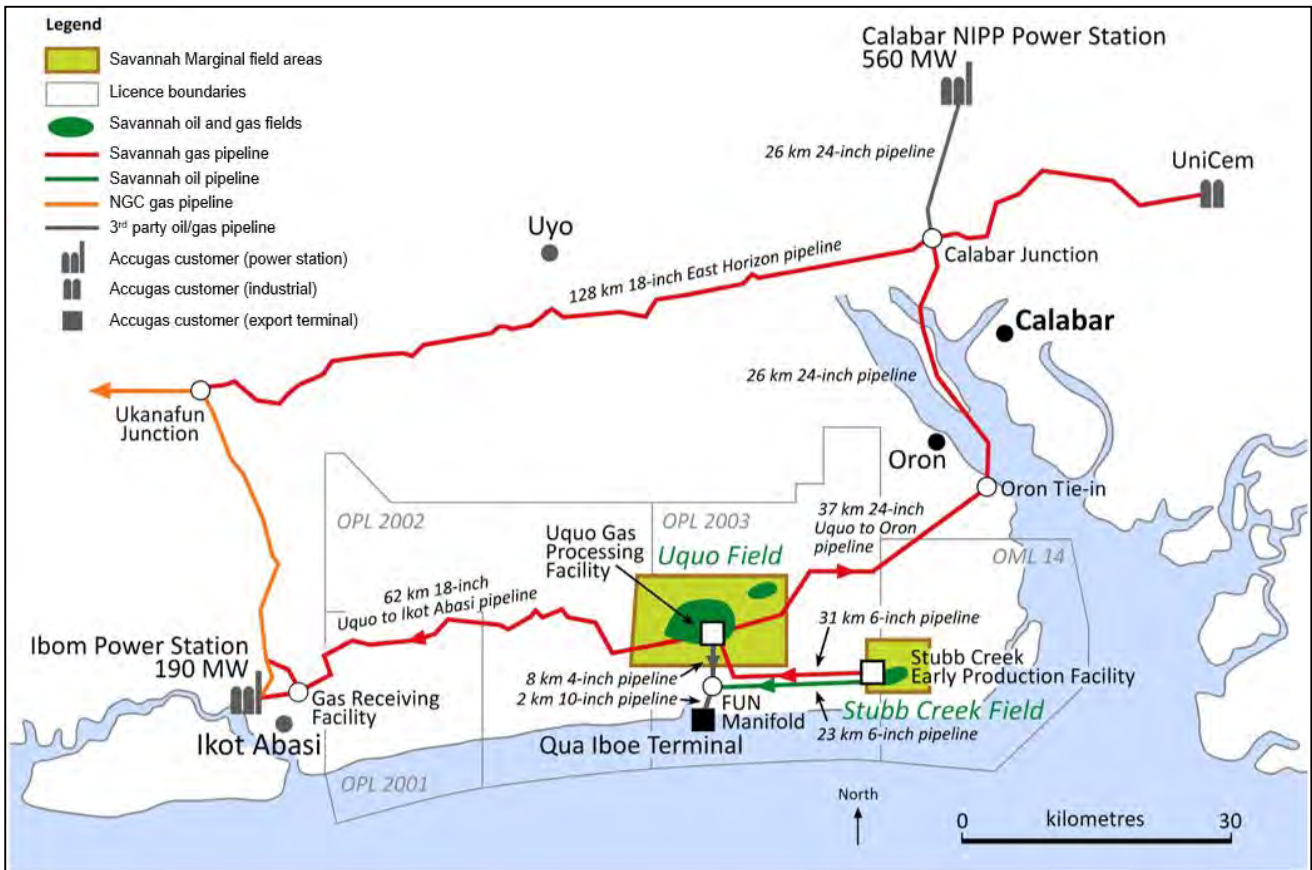 Legend
Savannah Marginal field areas
Licence boundaries
Savannah oil and gas fields
Savannah gas pipeline
Savannah oil pipeline
NGC gas pipeline
3rd party oil/gas pipeline
Accugas customer (power station)
Accugas customer (industrial)
Accugas customer (export terminal)
Calabar NIPP Power Station
560 MW
26 km 24-inch pipeline
UniCem
Uyo
Calabar Junction
128 km 18-inch East Horizon pipeline
Calabar
26 km 24-inch pipeline
Ukanafun
Junction
Oron
Oron Tie-in
OPL 2002
OPL 2003
37 km 24-inch
Uquo to Oron
pipeline
Uquo Gas
Processing
Facility
Uquo Field
OML 14
62 km 18-inch
Uquo to Ikot Abasi pipeline
31 km 6-inch pipeline
Ibom Power Station
190 MW
Stubb Creek
Early Production Facility
8 km 4-inch pipeline
2 km 10-inch pipeline
Gas Receiving
Facility
FUN
Manifold
Stubb Creek Field
23 km 6-inch pipeline
Ikot Abasi
Qua Iboe Terminal
OPL 2001
North
0 kilometres 30